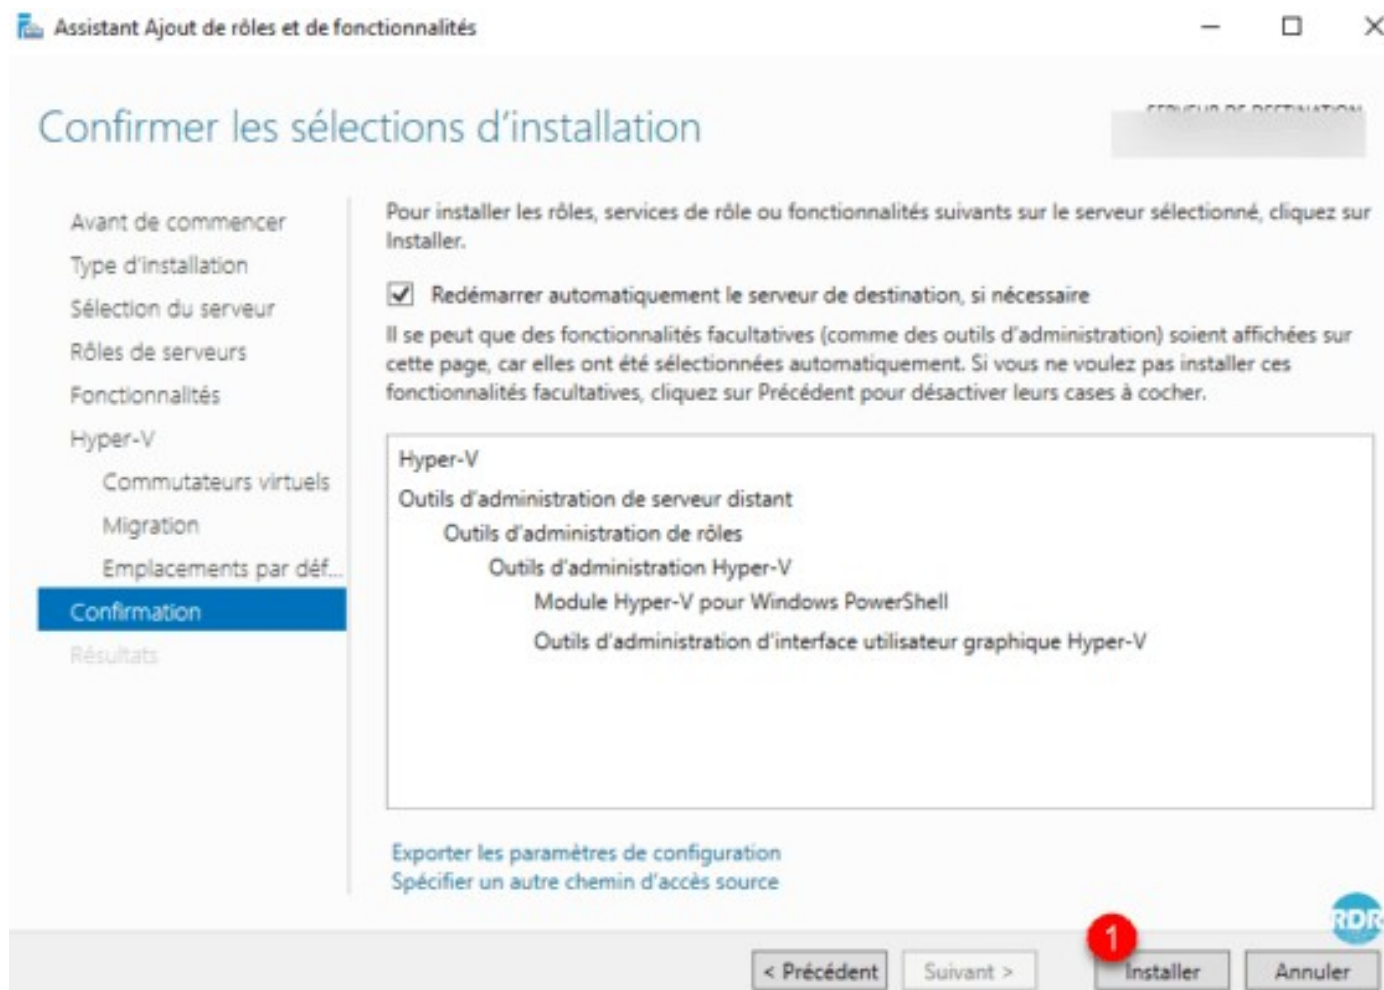 Assistant Ajout de rôles et de fonctionnalités
Confirmer les sélections d'installation
SERVEUR DE DESTINATION
Avant de commencer
Type d'installation
Sélection du serveur
Rôles de serveurs
Fonctionnalités
Hyper-V
Commutateurs virtuels
Migration
Emplacements par déf...
Confirmation
Résultats
Pour installer les rôles, services de rôle ou fonctionnalités suivants sur le serveur sélectionné, cliquez sur
Installer.
Redémarrer automatiquement le serveur de destination, si nécessaire
Il se peut que des fonctionnalités facultatives (comme des outils d'administration) soient affichées sur
cette page, car elles ont été sélectionnées automatiquement. Si vous ne voulez pas installer ces
fonctionnalités facultatives, cliquez sur Précédent pour désactiver leurs cases à cocher.
Hyper-V
Outils d'administration de serveur distant
Outils d'administration de rôles
Outils d'administration Hyper-V
Module Hyper-V pour Windows PowerShell
Outils d'administration d'interface utilisateur graphique Hyper-V
Exporter les paramètres de configuration
Spécifier un autre chemin d'accès source
RDR
1
< Précédent
Suivant >
Installer
Annuler